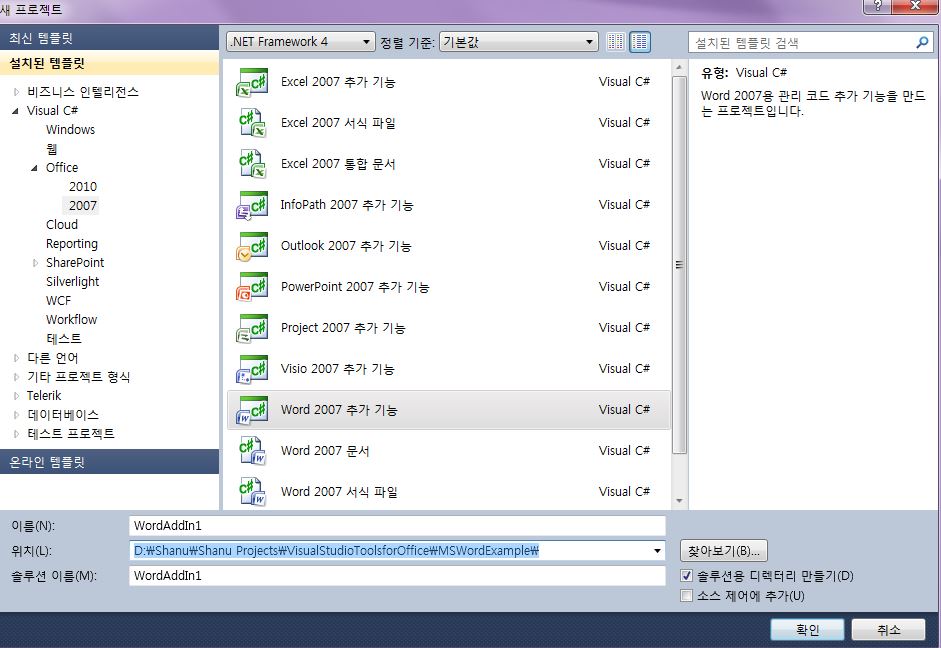 새 프로젝트
최신 템플릿
설치된 템플릿
비즈니스 인텔리전스
Visual C#
Windows
웹
Office
2010
2007
Cloud
Reporting
SharePoint
Silverlight
WCF
Workflow
테스트
다른 언어
기타 프로젝트 형식
Telerik
데이터베이스
테스트 프로젝트
온라인 템플릿
.NET Framework 4 정렬 기준: 기본값
Excel 2007 추가 기능 Visual C#
Excel 2007 서식 파일 Visual C#
Excel 2007 통합 문서 Visual C#
InfoPath 2007 추가 기능 Visual C#
Outlook 2007 추가 기능 Visual C#
PowerPoint 2007 추가 기능 Visual C#
Project 2007 추가 기능 Visual C#
Visio 2007 추가 기능 Visual C#
Word 2007 추가 기능 Visual C#
Word 2007 문서 Visual C#
Word 2007 서식 파일 Visual C#
설치된 템플릿 검색
유형: Visual C#
Word 2007용 관리 코드 추가 기능을 만드
는 프로젝트입니다.
이름(N): WordAddIn1
위치(L): D:₩Shanu₩Shanu Projects₩VisualStudioToolsforOffice₩MSWordExample₩ 찾아보기(B)...
솔루션 이름(M): WordAddIn1
솔루션용 디렉터리 만들기(D)
소스 제어에 추가(U)
확인 취소